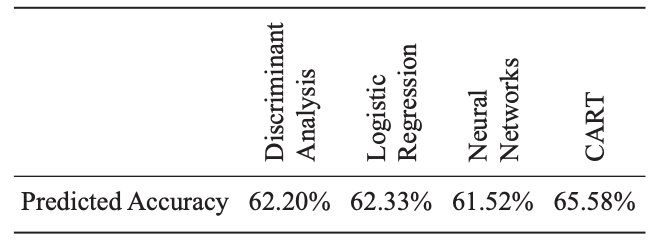 Discriminant
Analysis
Logistic
Regression
Neural
Networks
CART
Predicted Accuracy 62.20% 62.33% 61.52% 65.58%